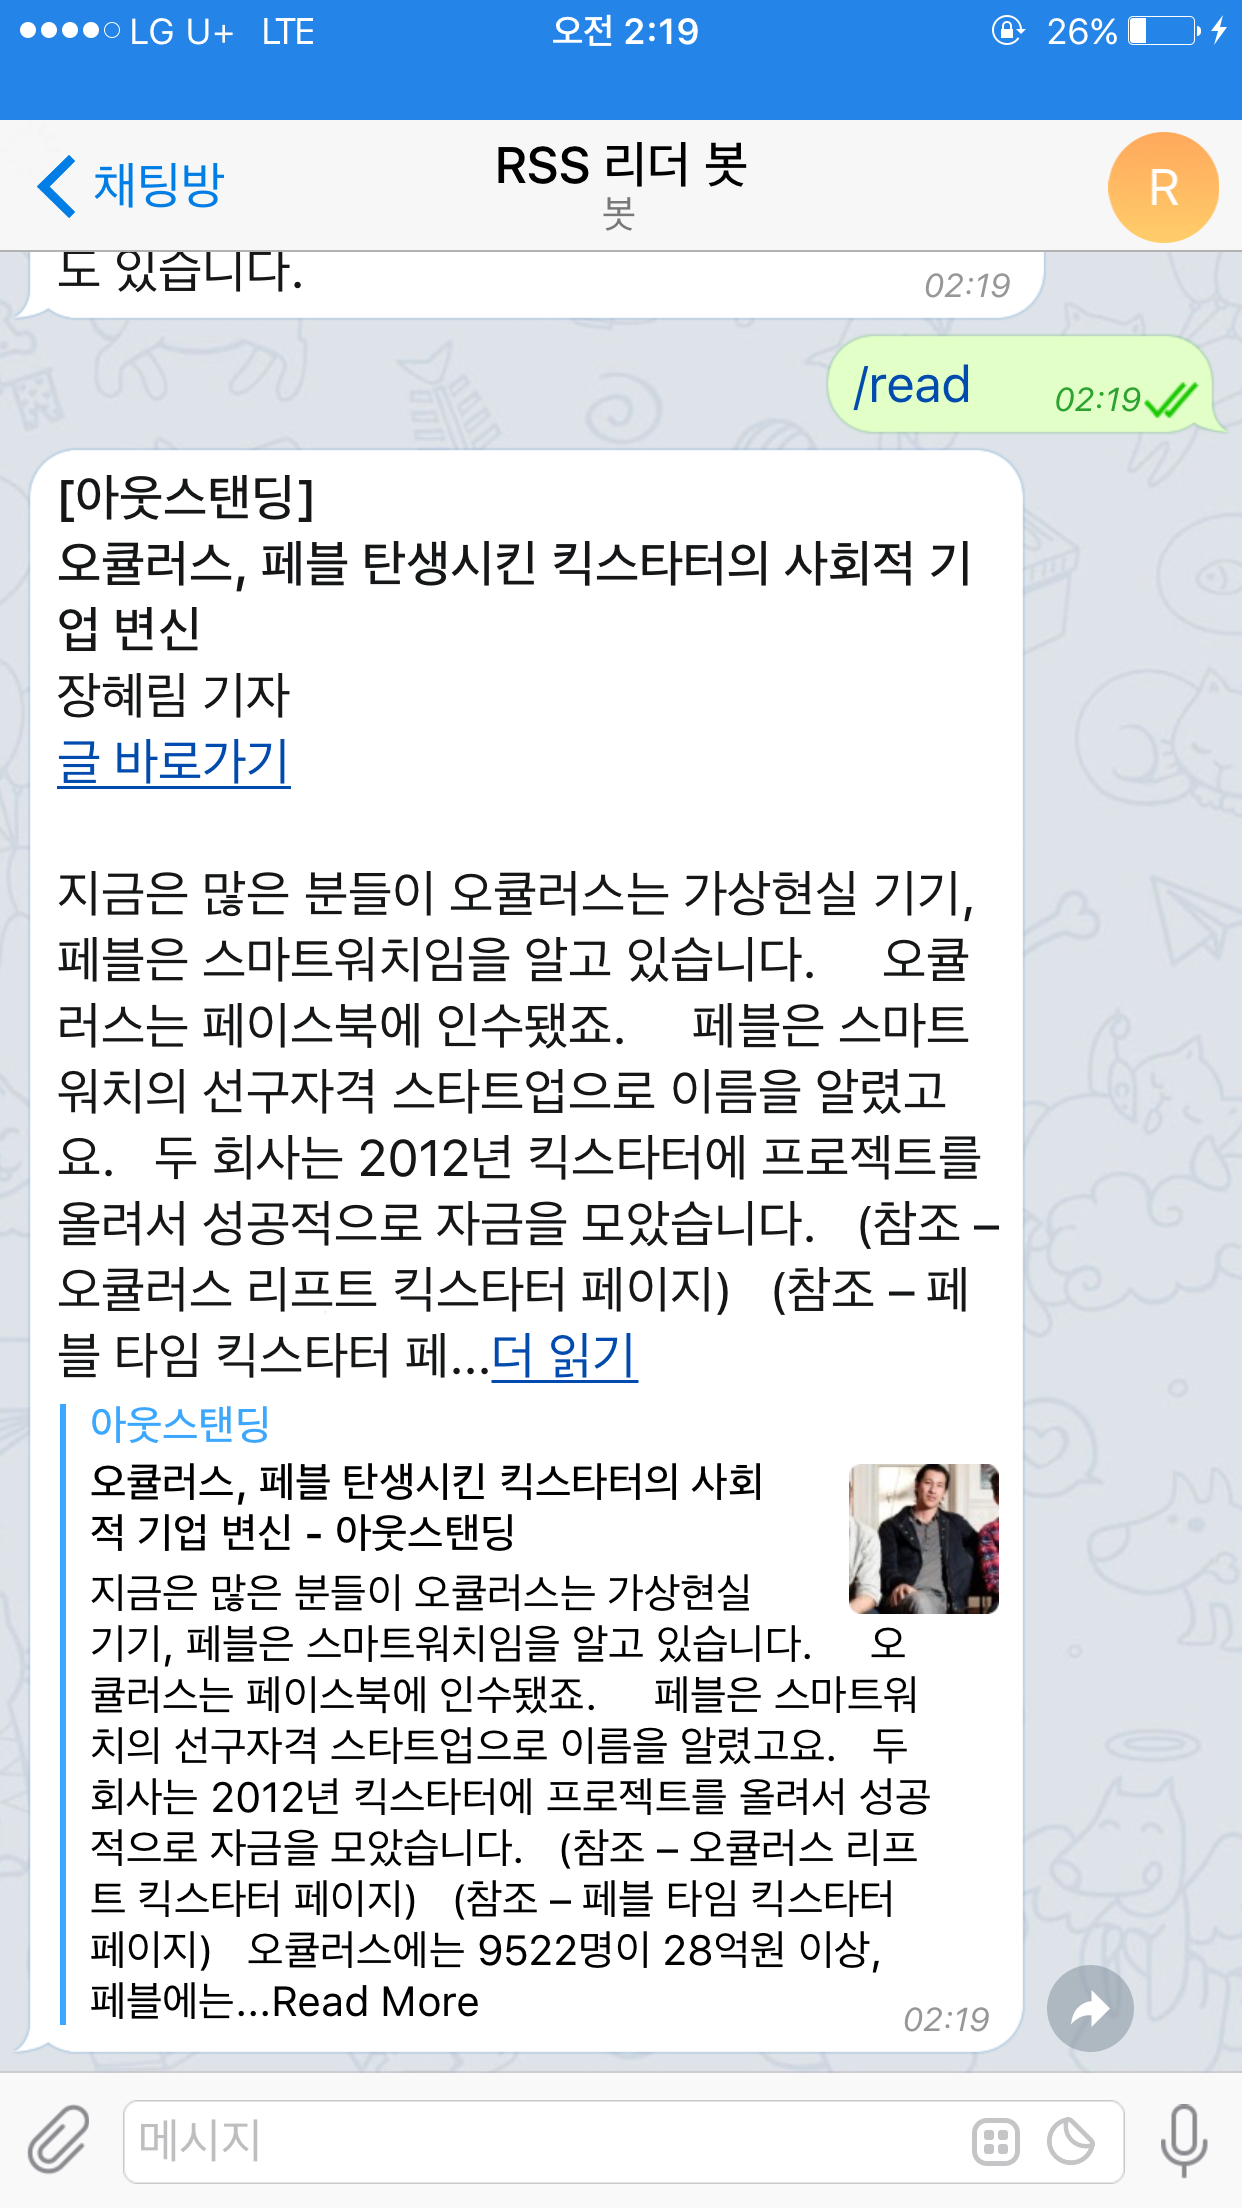 LG U+ LTE 오전 2:19 26%
채팅방 RSS 리더 봇 R
봇
도 있습니다.
02:19
/read 02:19
[아웃스탠딩]
오큘러스, 페블 탄생시킨 킥스타터의 사회적 기
업 변신
장혜림 기자
글 바로가기
지금은 많은 분들이 오큘러스는 가상현실 기기,
페블은 스마트워치임을 알고 있습니다. 오큘
러스는 페이스북에 인수됐죠. 페블은 스마트
워치의 선구자격 스타트업으로 이름을 알렸고
요. 두 회사는 2012년 킥스타터에 프로젝트를
올려서 성공적으로 자금을 모았습니다. (참조 –
오큘러스 리프트 킥스타터 페이지) (참조 – 페
블 타임 킥스타터 페...더 읽기
아웃스탠딩
오큘러스, 페블 탄생시킨 킥스타터의 사회
적 기업 변신 - 아웃스탠딩
지금은 많은 분들이 오큘러스는 가상현실
기기, 페블은 스마트워치임을 알고 있습니다. 오
큘러스는 페이스북에 인수됐죠. 페블은 스마트워
치의 선구자격 스타트업으로 이름을 알렸고요. 두
회사는 2012년 킥스타터에 프로젝트를 올려서 성공
적으로 자금을 모았습니다. (참조 – 오큘러스 리프
트 킥스타터 페이지) (참조 – 페블 타임 킥스타터
페이지) 오큘러스에는 9522명이 28억원 이상,
페블에는...Read More
02:19
메시지